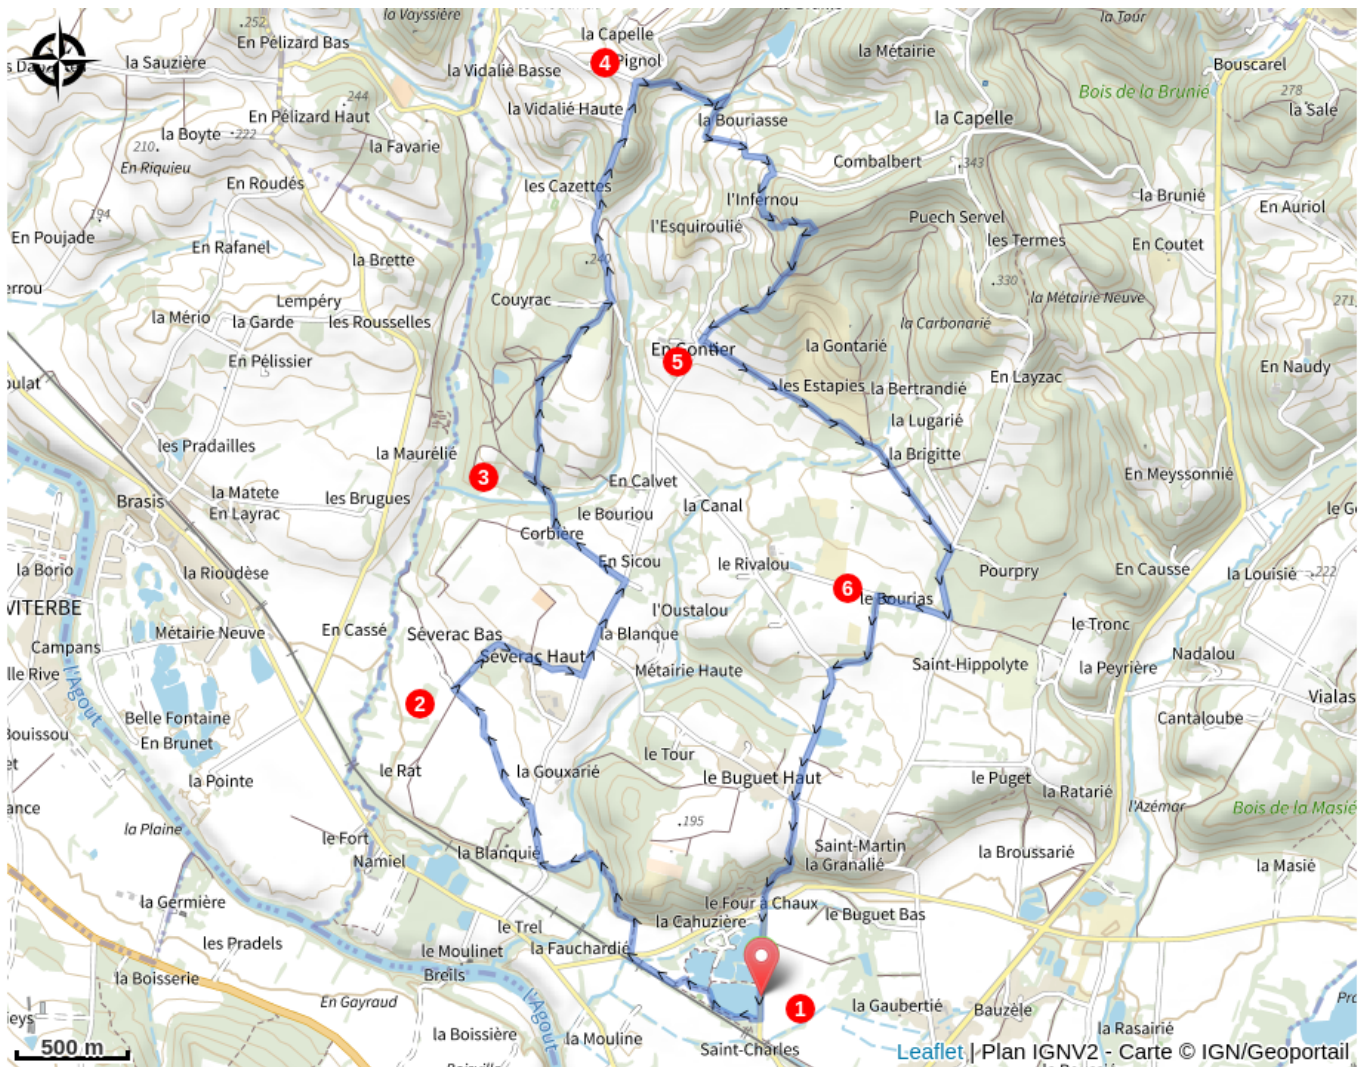 la Vayssière
la Tour
.252
la Capelle
En Pélizard Bas
la Métairie
4
Pignol
la Sauzière
la Vidalié Basse
Bouscarel
Bois de la Brunié
278
244
la Vidalié Haute
la Sale
En Pélizard Haut
la Bouriasse
la Capelle
la Boyte
222
210.
la Favarie
En Riquieu
Combalbert
.343
En Roudés
les Cazettes
l'Infernou
la Brunié
194
En Auriol
Puech Servel
l'Esquiroulié
En Poujade
les Termes
En Coutet
En Rafanel
la Brette
.240
errou
.330
Lempéry
Couyrac
la Métairie Neuve
271
la Mério
la Garde
les Rousselles
la Carbonarié
En Gontier
la Gontarié
En Pélissier
5
En Naudy
oulat
En Layzac
les Estapies
la Bertrandié
la Lugarié
les Pradailles
la Maurélié
la Brigitte
En Meyssonnié
3
En Calvet
la Matete
les Brugues
Brasis
la Canal
En Layrac
le Bouriou
Corbière
En Sicou
le Rivalou
la Borio
la Rioudèse
Pourpry
En Causse
la Louisié
.222
6
le Bourias
VITERBE
l'Oustalou
Métairie Neuve
En Cassé
Séverac Bas
la Blanque
le Tronc
Campans
Séverac Haut
Nadalou
Métairie Haute
Saint-Hippolyte
la Peyrière
lle Rive
l'Agout
2
Vialas
Belle Fontaine
Cantaloube
Bouissou
En Brunet
le Tour
la Gouxarié
le Rat
le Buguet Haut
le Puget
la Pointe
la Ratarié
ance
l'Azémar
Bois de la Masié
la Plaine
.195
le Fort
Saint-Martin
la Blanquié
la Broussarié
Namiel
la Granalié
la Masié
la Germière
le Four à Chaux
le Buguet Bas
la Cahuzière
le Trel
les Pradels
la Fauchardié
le Moulinet
la Boisserie
Breils
En Gayraud
l'Agout
1
la Gaubertié
Bauzèle
la Boissière
la Mouline
la Rasairié
Saint-Charles
500 m
Leaflet | Plan IGNV2 - Carte © IGN/Geoportail